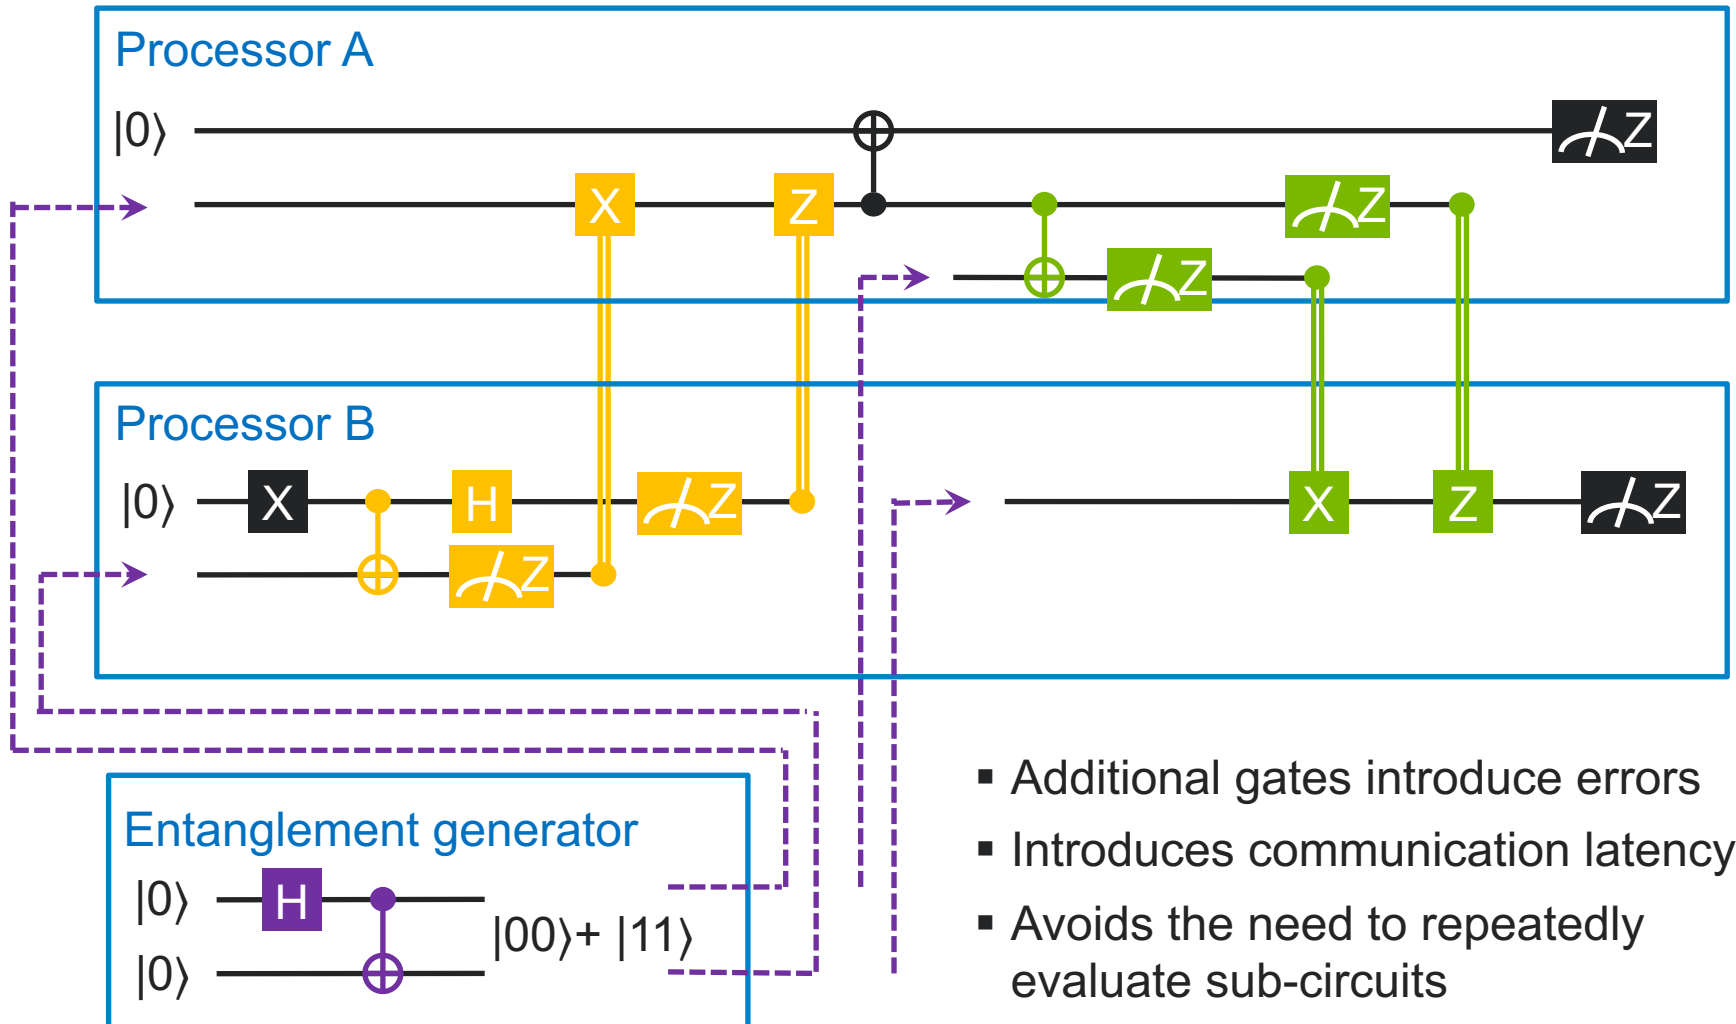 Processor A
|0⟩
Z
X
Z
Z
Z
Processor B
|0⟩
X
H
Z
X
Z
Z
Z
Entanglement generator
|0⟩
H
|00⟩+ |11⟩
|0⟩
▪ Additional gates introduce errors
▪ Introduces communication latency
▪ Avoids the need to repeatedly
evaluate sub-circuits